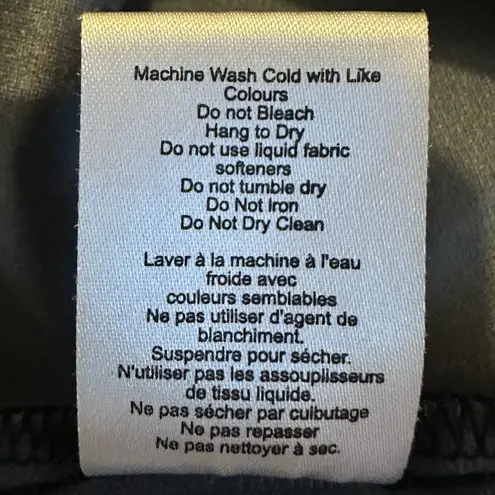 Machine Wash Cold with Like
Colours
Do not Bleach
Hang to Dry
Do not use liquid fabric
softeners
Do not tumble dry
Do Not Iron
Do Not Dry Clean
Laver à la machine à l'eau
froide avec
couleurs semblables
Ne pas utiliser d'agent de
blanchiment.
Suspendre pour sécher.
N'utiliser pas les assouplisseurs
de tissu liquide.
Ne pas sécher par culbutage
Ne pas repasser
Ne pas nettoyer à sec.